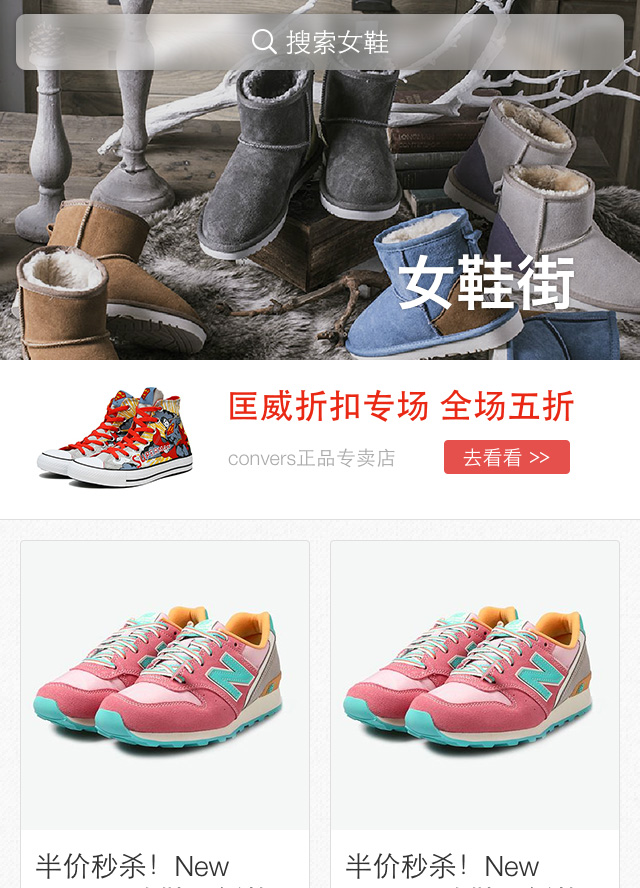 搜索女鞋
女鞋街
匡威折扣专场 全场五折
convers正品专卖店
去看看 >>
半价秒杀！New
半价秒杀！New